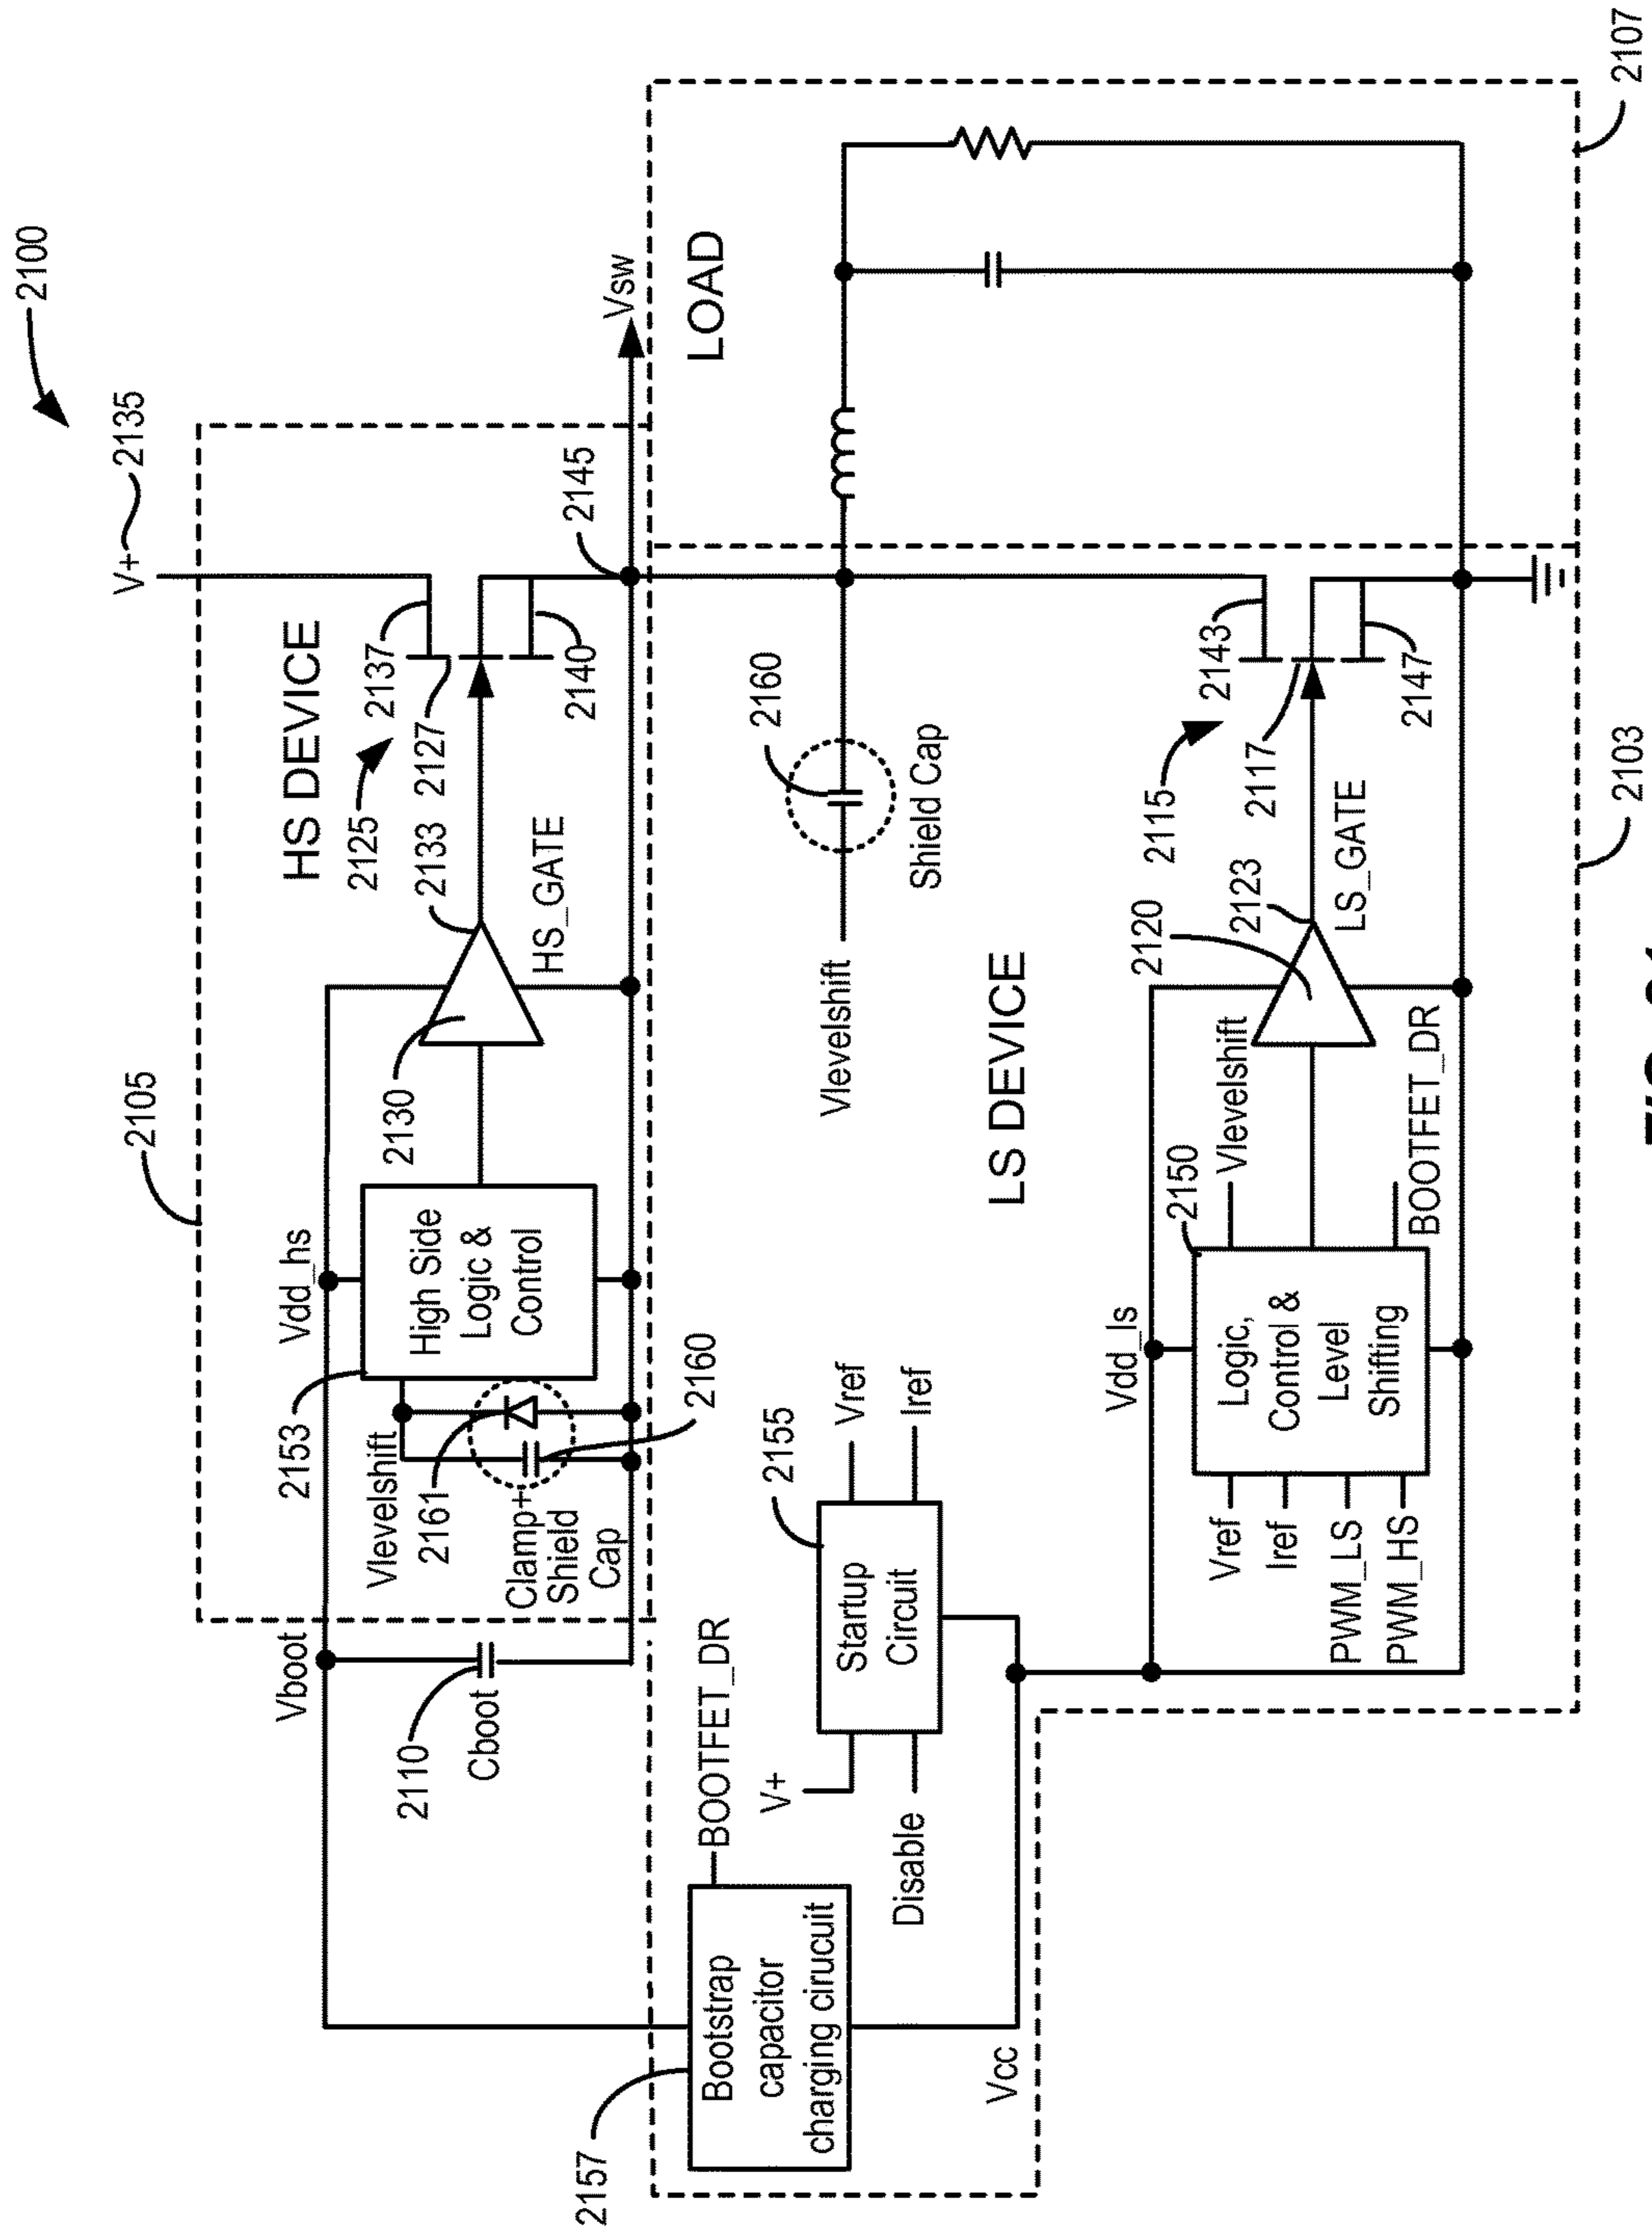 2100
V+
2135
2105
Vboot
Vdd_hs
HS DEVICE
2153
2125
2137
2127
2133
2130
High Side
Logic &
Control
Vlevelshift
2161
2110
Cboot
Clamp+
Shield
Cap
HS_GATE
2140
2145
Vsw
2157
2160
BOOTFET_DR
LOAD
2155
2160
Bootstrap
capacitor
charging cirucuit
V+
Startup
Circuit
Vref
Iref
Disable
Vlevelshift
Shield Cap
Vcc
LS DEVICE
Vdd_ls
2150
2120
2115
2143
2123
2117
Vref
Iref
PWM_LS
PWM_HS
Logic,
Control &
Level
Shifting
Vlevelshift
LS_GATE
2147
BOOTFET_DR
2103
2107